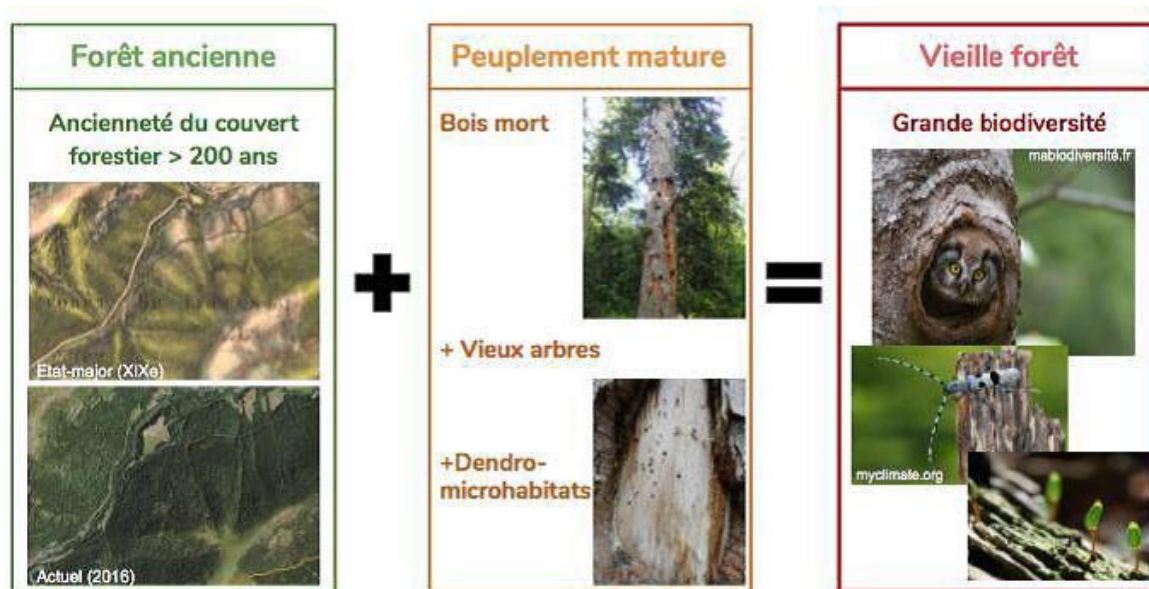 Forêt ancienne
Ancienneté du couvert
forestier > 200 ans
Etat-major (XIXe)
Actuel (2016)
Peuplement mature
Bois mort
+ Vieux arbres
+Dendro-
microhabitats
Vieille forêt
Grande biodiversité
mabiodiversité.fr
myclimate.org